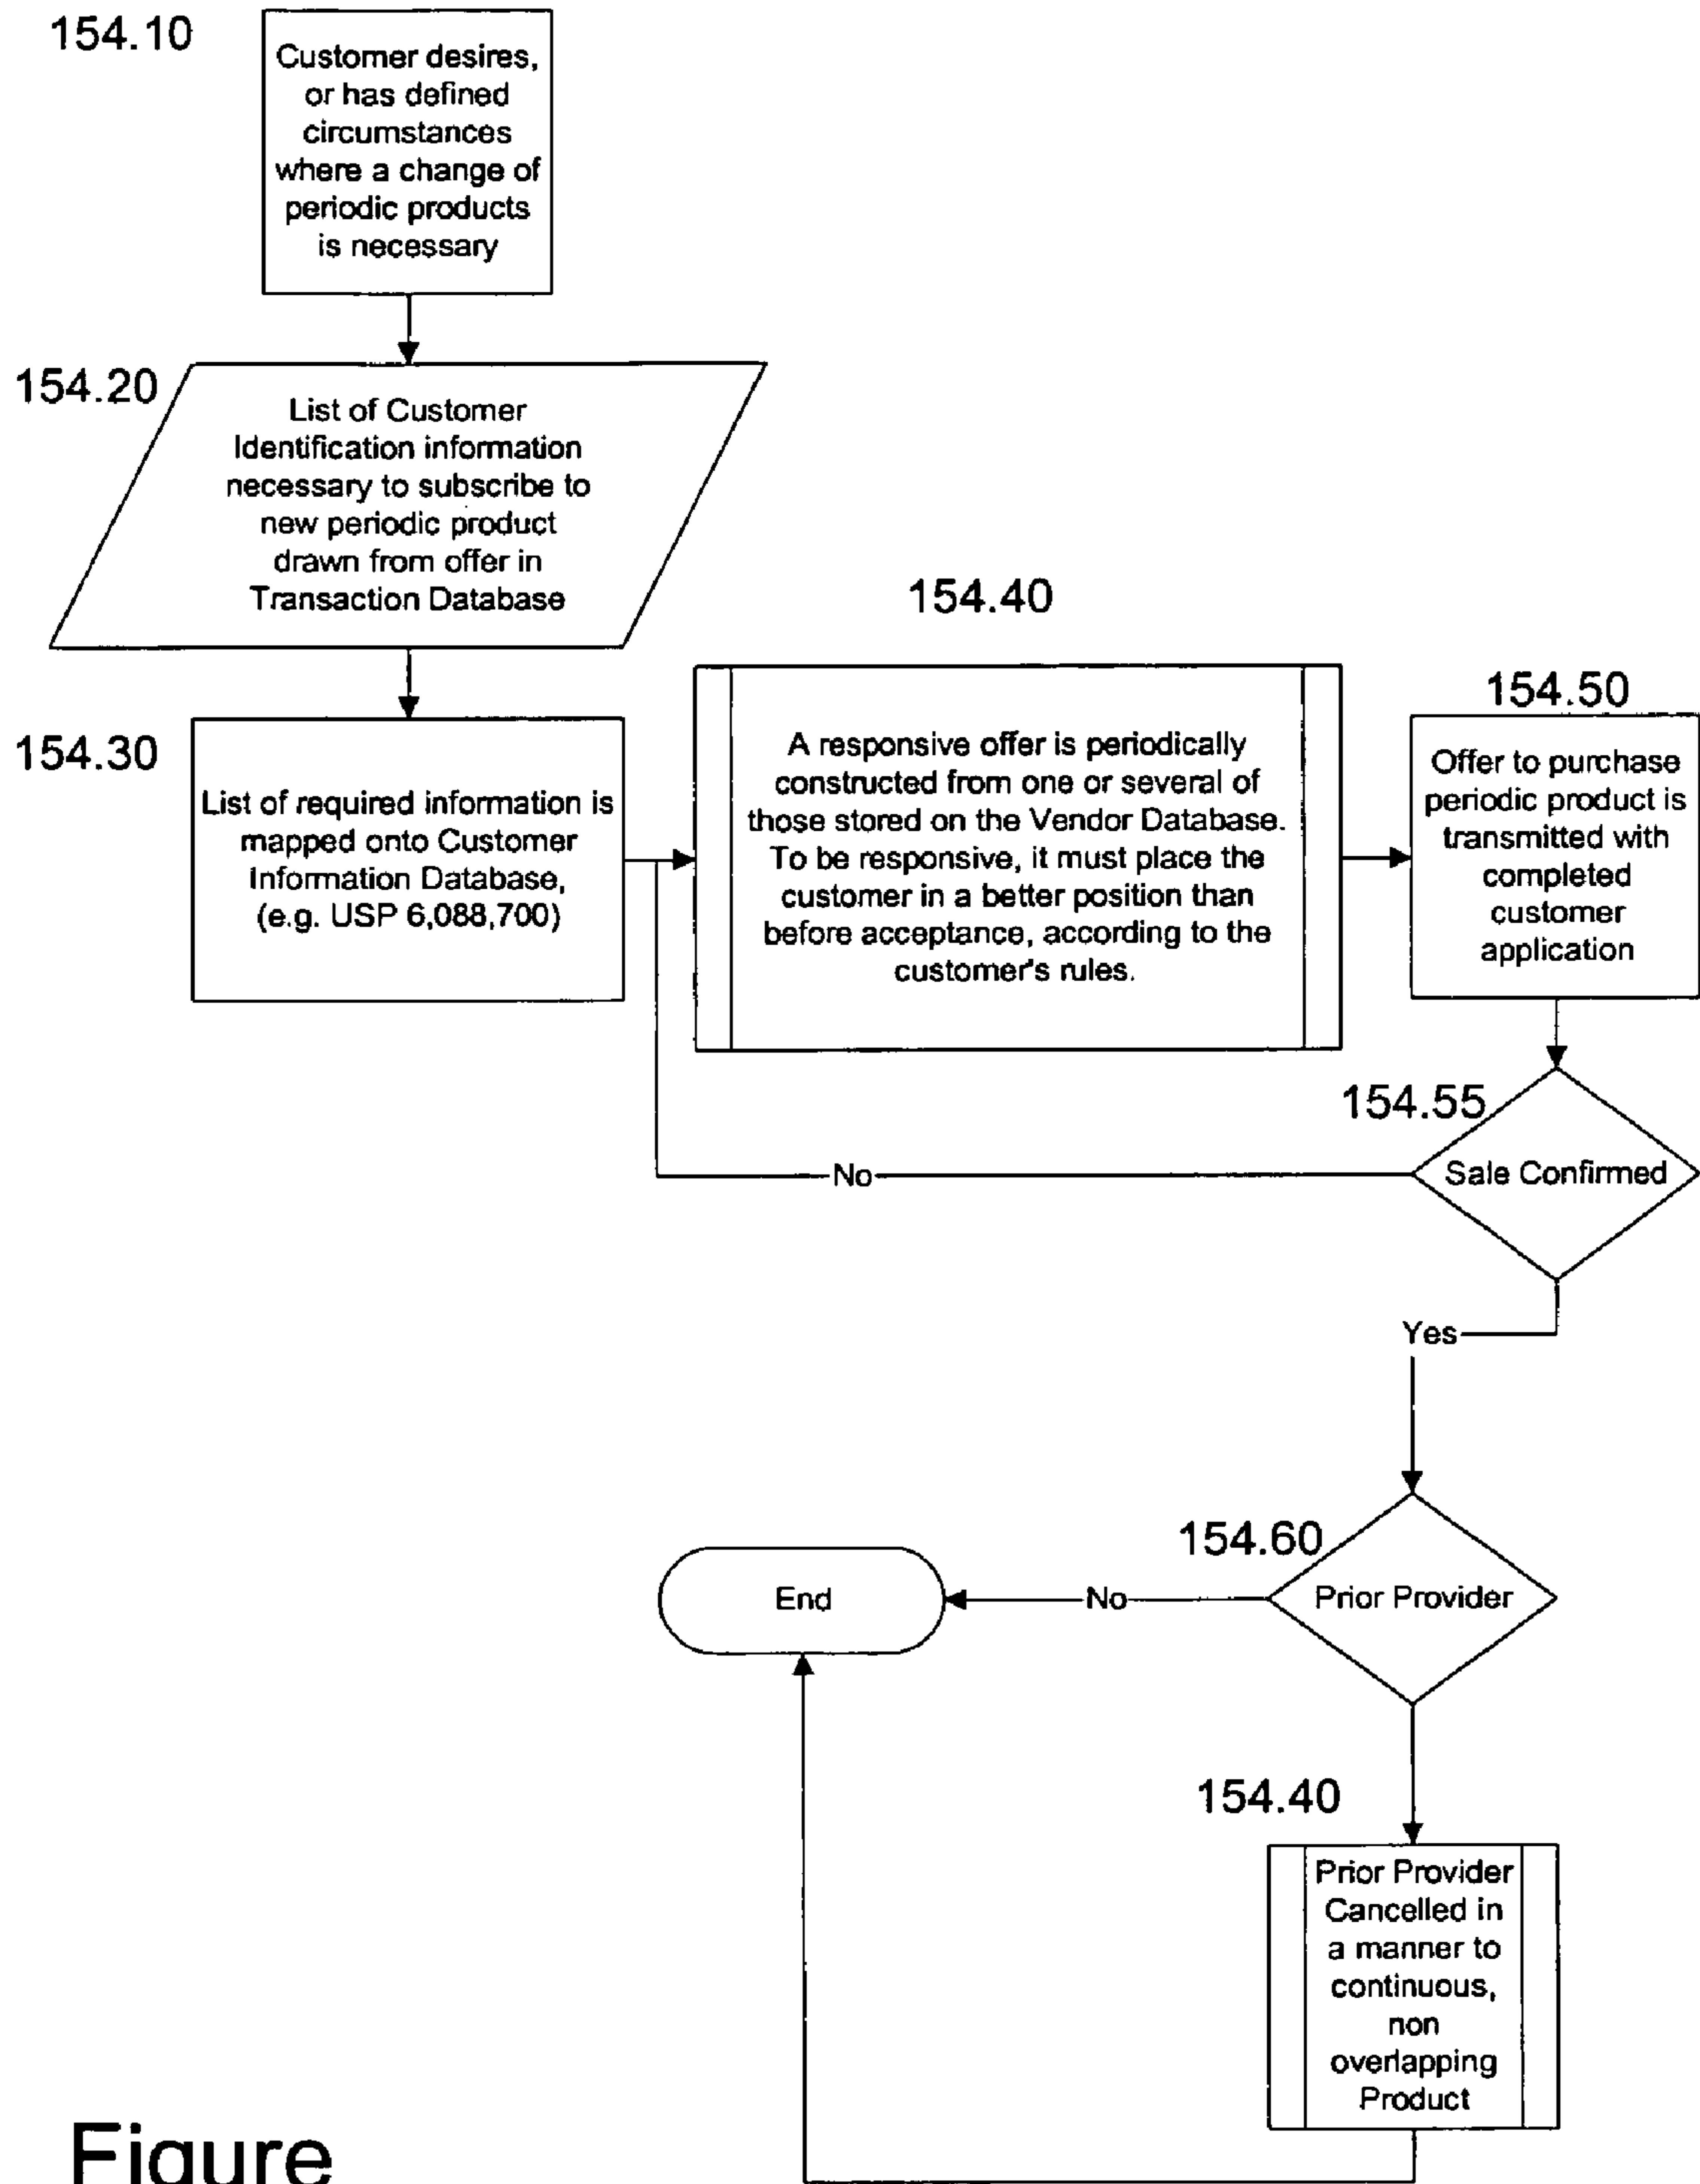 154.10
Customer desires,
or has defined
circumstances
where a change of
periodic products
is necessary
154.20
List of Customer
Identification information
necessary to subscribe to
new periodic product
drawn from offer in
Transaction Database
154.30
List of required information is
mapped onto Customer
Information Database,
(e.g. USP 6,088,700)
154.40
A responsive offer is periodically
constructed from one or several of
those stored on the Vendor Database.
To be responsive, it must place the
customer in a better position than
before acceptance, according to the
customer's rules.
154.50
Offer to purchase
periodic product is
transmitted with
completed
customer
application
154.55
Sale Confirmed
No
Yes
154.60
Prior Provider
No
End
154.40
Prior Provider
Cancelled in
a manner to
continuous,
non
overlapping
Product
Figure